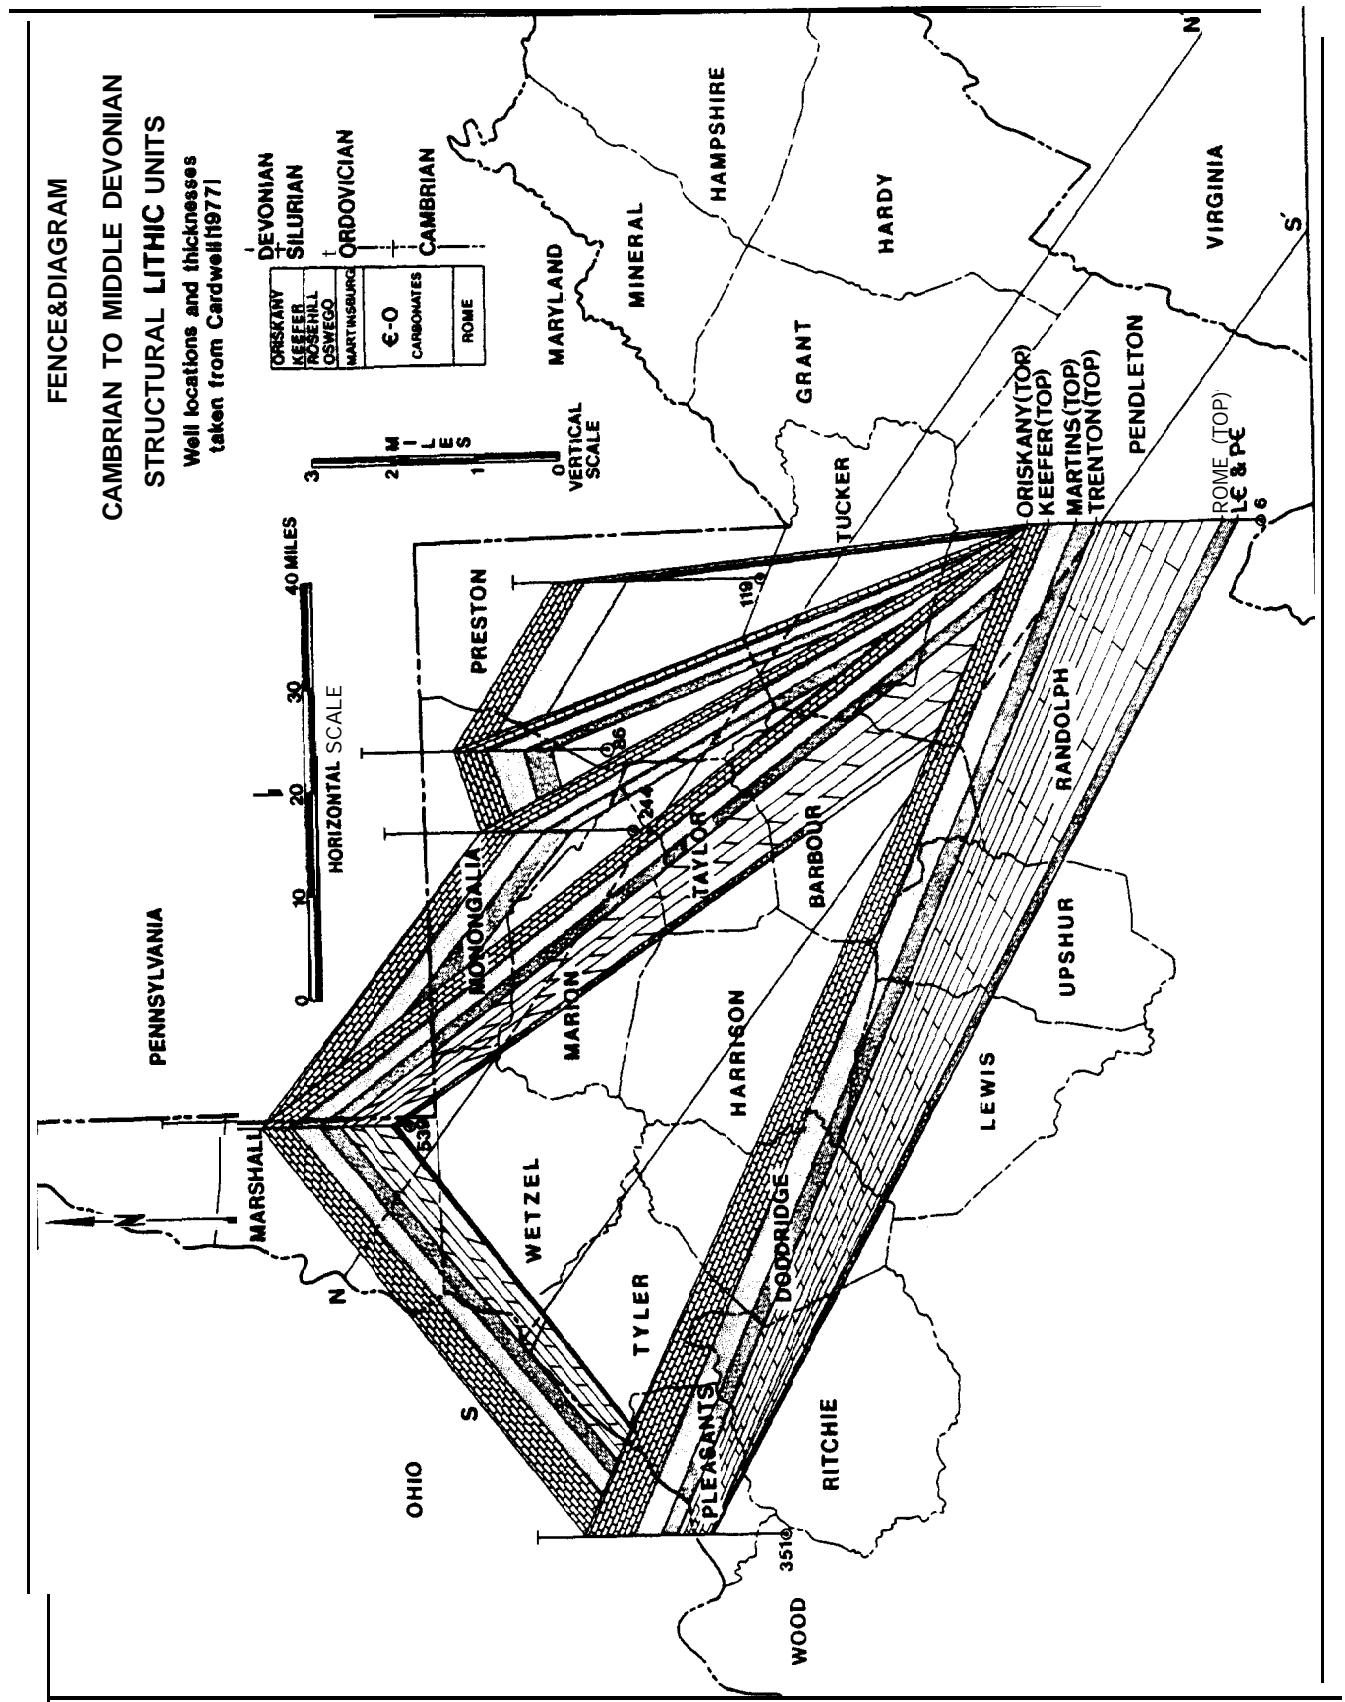 FENCE&DIAGRAM
CAMBRIAN TO MIDDLE DEVONIAN
STRUCTURAL LITHIC UNITS
Well locations and thicknesses
taken from Cardwell(1977)
ORISKANY
KEEFER
ROSEHILL
OSWEGO
MARTINSBURG
Є-O
CARBONATES
ROME
DEVONIAN
SILURIAN
ORDOVICIAN
CAMBRIAN
3
2
1
0
MILES
VERTICAL
SCALE
0
10
20
30
40 MILES
HORIZONTAL SCALE
PENNSYLVANIA
MARYLAND
OHIO
VIRGINIA
N
N
S
N
S'
MARSHALL
WETZEL
TYLER
PLEASANTS
WOOD
RITCHIE
DODDRIDGE
HARRISON
MARION
MONONGALIA
PRESTON
TAYLOR
BARBOUR
LEWIS
UPSHUR
RANDOLPH
TUCKER
GRANT
MINERAL
HAMPSHIRE
HARDY
PENDLETON
539
351
244
86
119
6
ORISKANY(TOP)
KEEFER(TOP)
MARTINS(TOP)
TRENTON(TOP)
ROME (TOP)
LЄ & PЄ